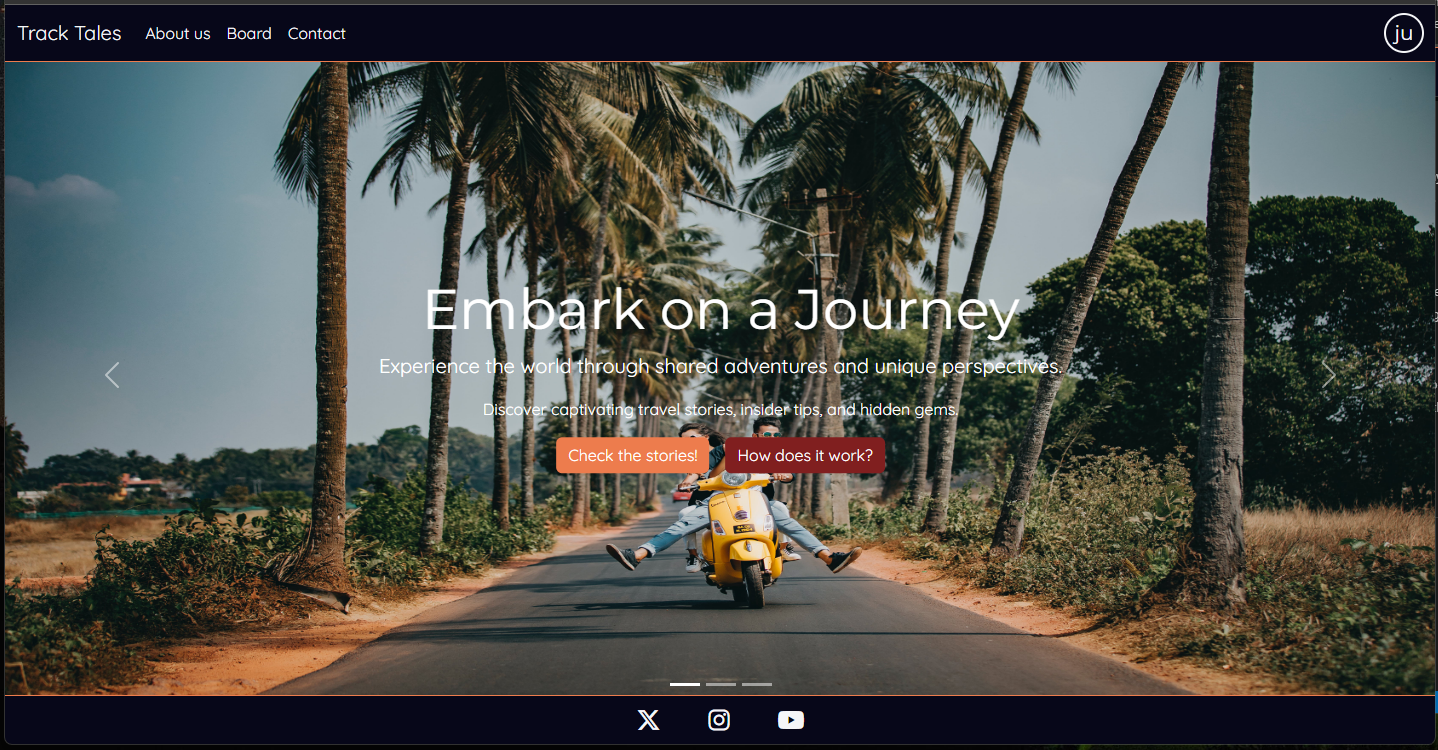 Track Tales About us Board Contact ju
Embark on a Journey
Experience the world through shared adventures and unique perspectives.
Discover captivating travel stories, insider tips, and hidden gems.
Check the stories! How does it work?